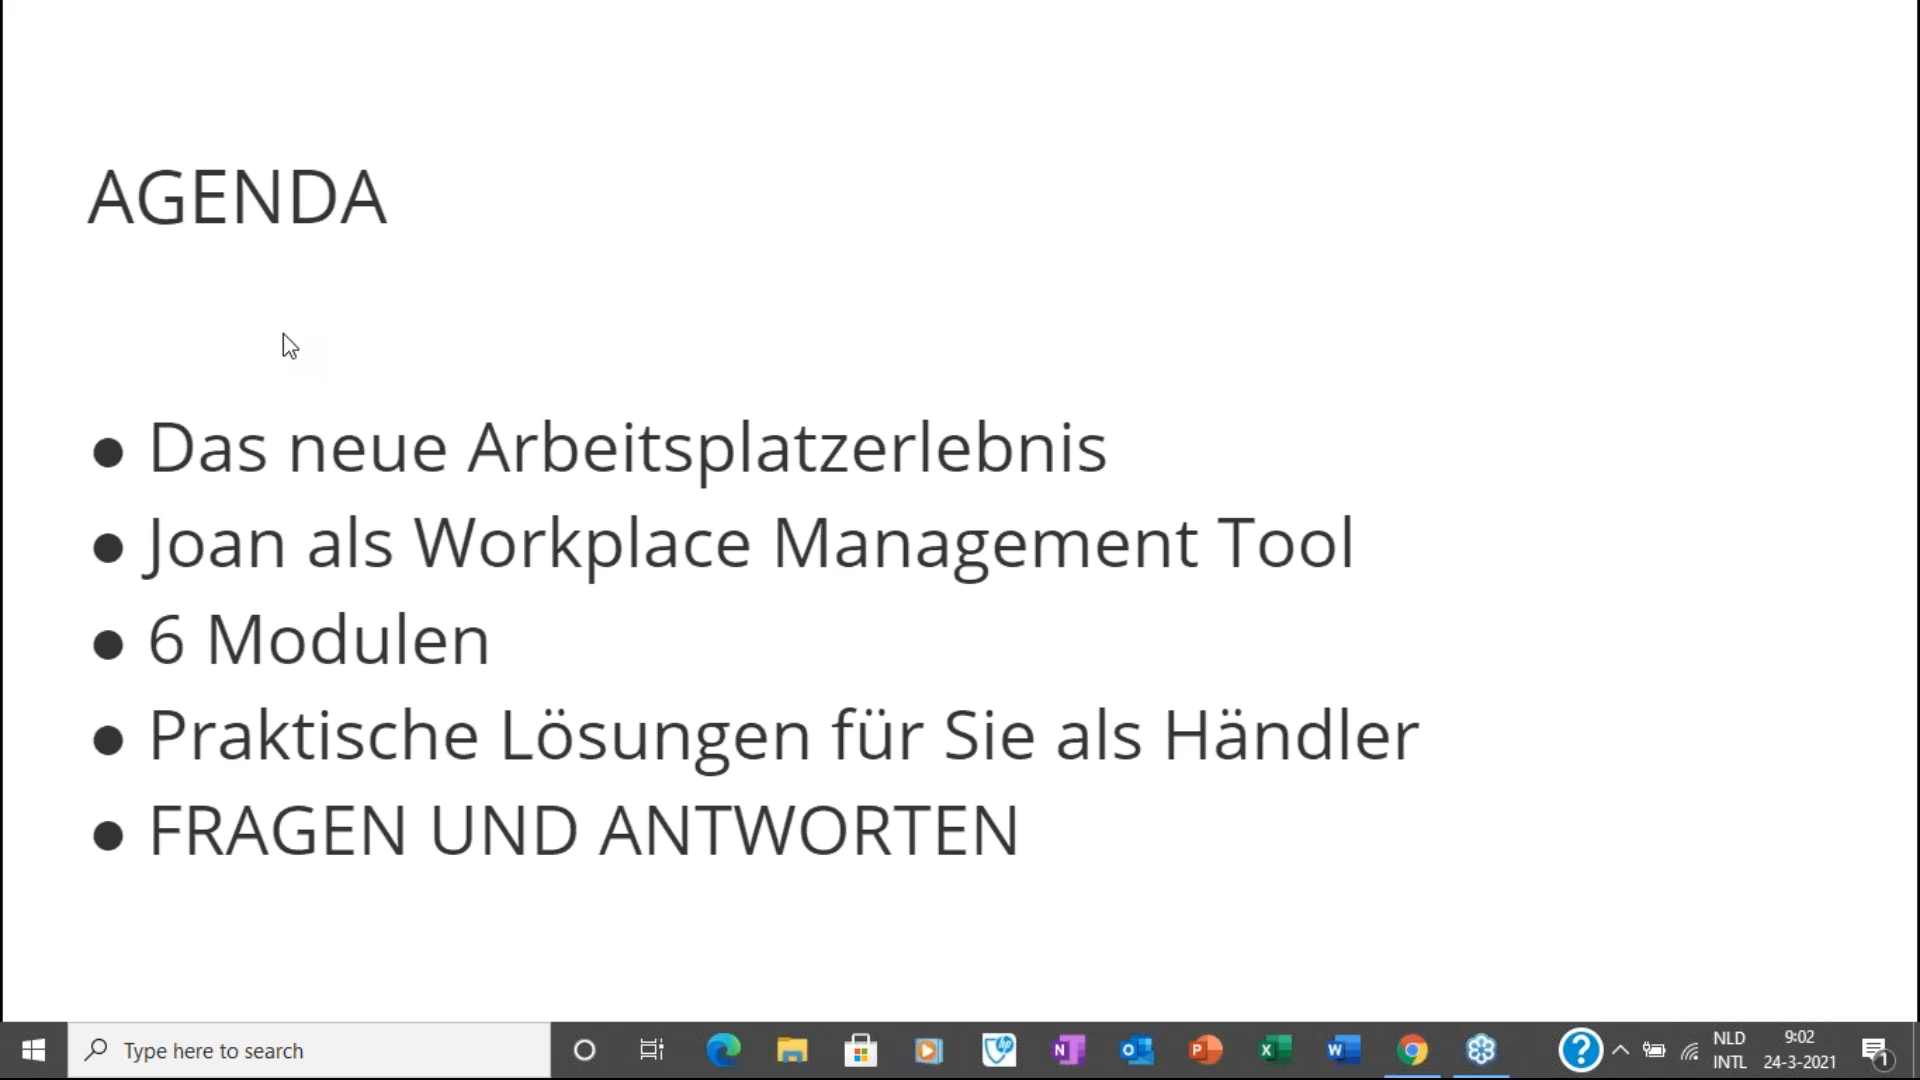 AGENDA
● Das neue Arbeitsplatzerlebnis
● Joan als Workplace Management Tool
● 6 Modulen
● Praktische Lösungen für Sie als Händler
● FRAGEN UND ANTWORTEN
Type here to search
NLD 9:02
INTL 24-3-2021
1